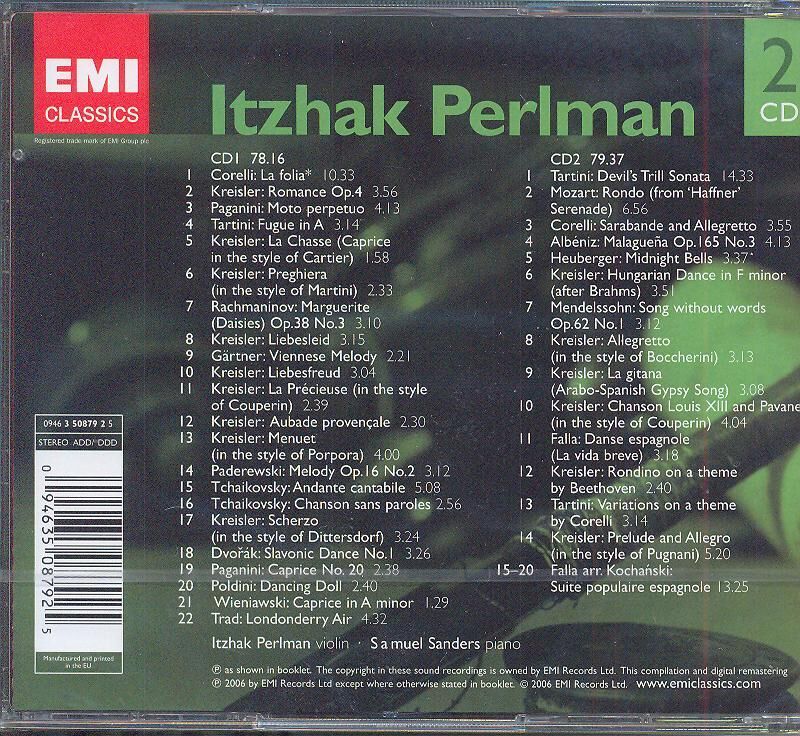 EMI
CLASSICS
Registered trade mark of EMI Group plc
Itzhak Perlman
2
CD
CD1 78.16
1 Corelli: La folia* 10.33
2 Kreisler: Romance Op.4 3.56
3 Paganini: Moto perpetuo 4.13
4 Tartini: Fugue in A 3.14
5 Kreisler: La Chasse (Caprice
in the style of Cartier) 1.58
6 Kreisler: Preghiera
(in the style of Martini) 2.33
7 Rachmaninov: Marguerite
(Daisies) Op.38 No.3 3.10
8 Kreisler: Liebesleid 3.15
9 Gärtner: Viennese Melody 2.21
10 Kreisler: Liebesfreud 3.04
11 Kreisler: La Précieuse (in the style
of Couperin) 2.39
12 Kreisler: Aubade provençale 2.30
13 Kreisler: Menuet
(in the style of Porpora) 4.00
14 Paderewski: Melody Op.16 No.2 3.12
15 Tchaikovsky: Andante cantabile 5.08
16 Tchaikovsky: Chanson sans paroles 2.56
17 Kreisler: Scherzo
(in the style of Dittersdorf) 3.24
18 Dvořák: Slavonic Dance No.1 3.26
19 Paganini: Caprice No. 20 2.38
20 Poldini: Dancing Doll 2.40
21 Wieniawski: Caprice in A minor 1.29
22 Trad: Londonderry Air 4.32
CD2 79.37
1 Tartini: Devil's Trill Sonata 14.33
2 Mozart: Rondo (from 'Haffner'
Serenade) 6.56
3 Corelli: Sarabande and Allegretto 3.55
4 Albéniz: Malagueña Op.165 No.3 4.13
5 Heuberger: Midnight Bells 3.37
6 Kreisler: Hungarian Dance in F minor
(after Brahms) 3.51
7 Mendelssohn: Song without words
Op.62 No.1 3.12
8 Kreisler: Allegretto
(in the style of Boccherini) 3.13
9 Kreisler: La gitana
(Arabo-Spanish Gypsy Song) 3.08
10 Kreisler: Chanson Louis XIII and Pavane
(in the style of Couperin) 4.04
11 Falla: Danse espagnole
(La vida breve) 3.18
12 Kreisler: Rondino on a theme
by Beethoven 2.40
13 Tartini: Variations on a theme
by Corelli 3.14
14 Kreisler: Prelude and Allegro
(in the style of Pugnani) 5.20
15–20 Falla arr. Kochański:
Suite populaire espagnole 13.25
Itzhak Perlman violin · Samuel Sanders piano
0946 3 50879 2 5
STEREO ADD/*DDD
0 94635 08792 5
Manufactured and printed
in the EU.
℗ as shown in booklet. The copyright in these sound recordings is owned by EMI Records Ltd. This compilation and digital remastering
℗ 2006 by EMI Records Ltd except where otherwise stated in booklet. © 2006 EMI Records Ltd. www.emiclassics.com